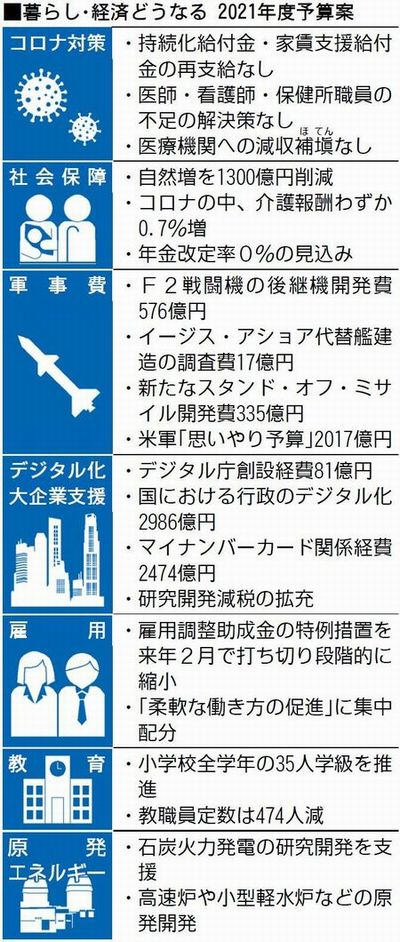 ■暮らし・経済どうなる 2021年度予算案
コロナ対策
・持続化給付金・家賃支援給付
金の再支給なし
・医師・看護師・保健所職員の
不足の解決策なし
ほてん
・医療機関への減収補塡なし
社会保障
・自然増を1300億円削減
・コロナの中、介護報酬わずか
0.7％増
・年金改定率０％の見込み
軍事費
・Ｆ２戦闘機の後継機開発費
576億円
・イージス・アショア代替艦建
造の調査費17億円
・新たなスタンド・オフ・ミサ
イル開発費335億円
・米軍「思いやり予算」2017億円
デジタル化
大企業支援
・デジタル庁創設経費81億円
・国における行政のデジタル化
2986億円
・マイナンバーカード関係経費
2474億円
・研究開発減税の拡充
雇用
・雇用調整助成金の特例措置を
来年２月で打ち切り段階的に
縮小
・「柔軟な働き方の促進」に集中
配分
教育
・小学校全学年の35人学級を推
進
・教職員定数は474人減
原発
エネルギー
・石炭火力発電の研究開発を支
援
・高速炉や小型軽水炉などの原
発開発